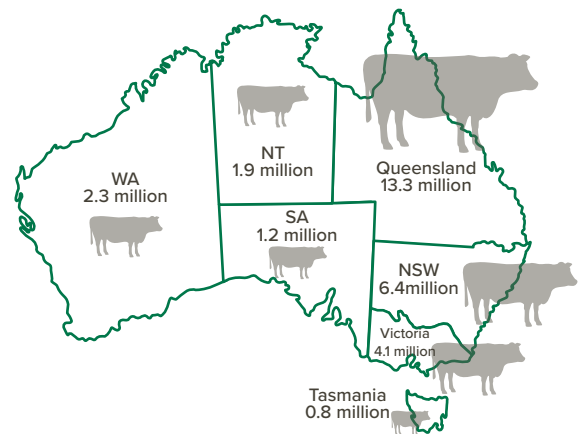 NT
1.9 million
Queensland
13.3 million
WA
2.3 million
SA
1.2 million
NSW
6.4million
Victoria
4.1 million
Tasmania
0.8 million